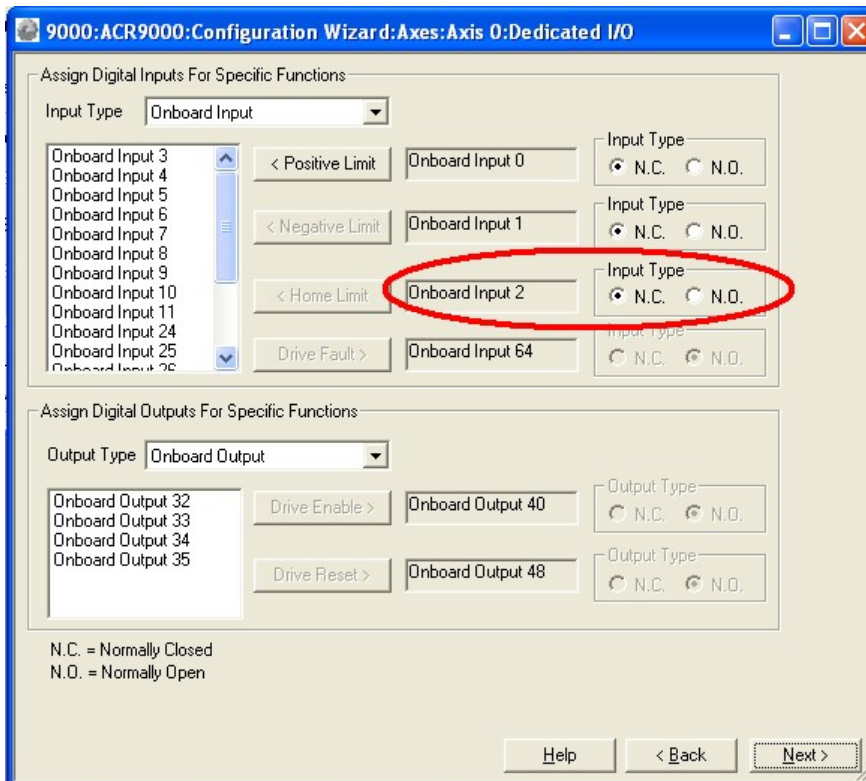 9000:ACR9000:Configuration Wizard:Axes:Axis 0:Dedicated I/O
Assign Digital Inputs For Specific Functions
Input Type Onboard Input
Onboard Input 3
Onboard Input 4
Onboard Input 5
Onboard Input 6
Onboard Input 7
Onboard Input 8
Onboard Input 9
Onboard Input 10
Onboard Input 11
Onboard Input 24
Onboard Input 25
Onboard Input 26
< Positive Limit Onboard Input 0
Input Type
N.C. N.O.
< Negative Limit Onboard Input 1
Input Type
N.C. N.O.
< Home Limit Onboard Input 2
Input Type
N.C. N.O.
Drive Fault > Onboard Input 64
Input Type
N.C. N.O.
Assign Digital Outputs For Specific Functions
Output Type Onboard Output
Onboard Output 32
Onboard Output 33
Onboard Output 34
Onboard Output 35
Drive Enable > Onboard Output 40
Output Type
N.C. N.O.
Drive Reset > Onboard Output 48
Output Type
N.C. N.O.
N.C. = Normally Closed
N.O. = Normally Open
Help < Back Next >